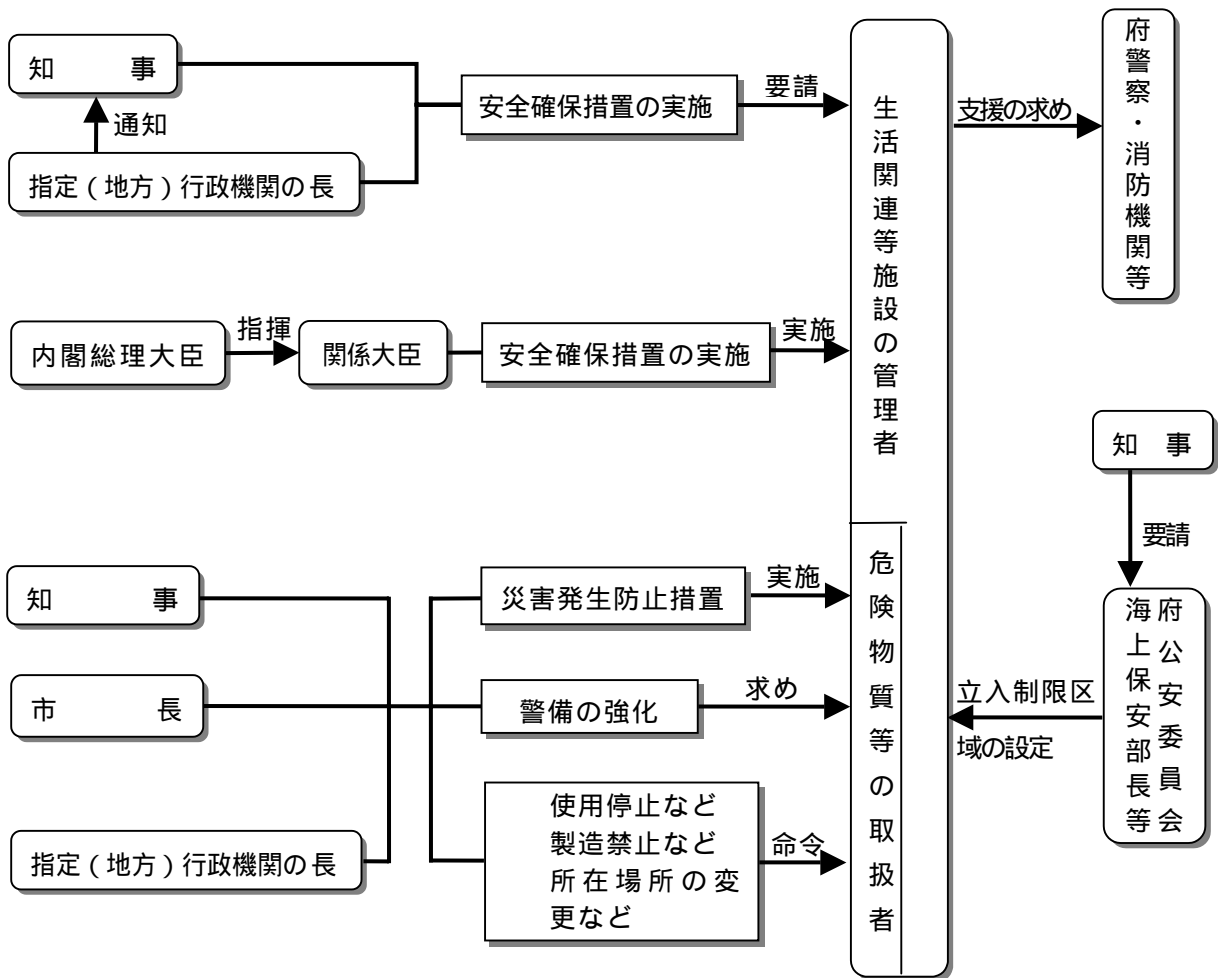 知　事
通知
指定（地方）行政機関の長
安全確保措置の実施
要請
内閣総理大臣
指揮
関係大臣
安全確保措置の実施
実施
知　事
市　長
指定（地方）行政機関の長
災害発生防止措置
実施
警備の強化
求め
使用停止など
製造禁止など
所在場所の変
更など
命令
生活関連等施設の管理者
危険物質等の取扱者
支援の求め
府警察・消防機関等
知　事
要請
府公安委員会
海上保安部長等
立入制限区
域の設定